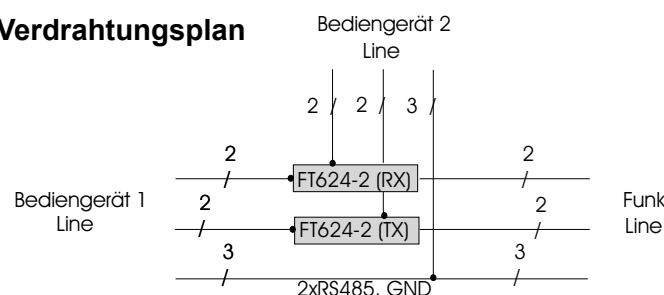 Verdrahtungsplan
Bediengerät 2
Line
2 2 3
2 2
FT624-2 (RX)
Bediengerät 1
Line
2 2
Funk
Line
FT624-2 (TX)
3 3
2xRS485, GND